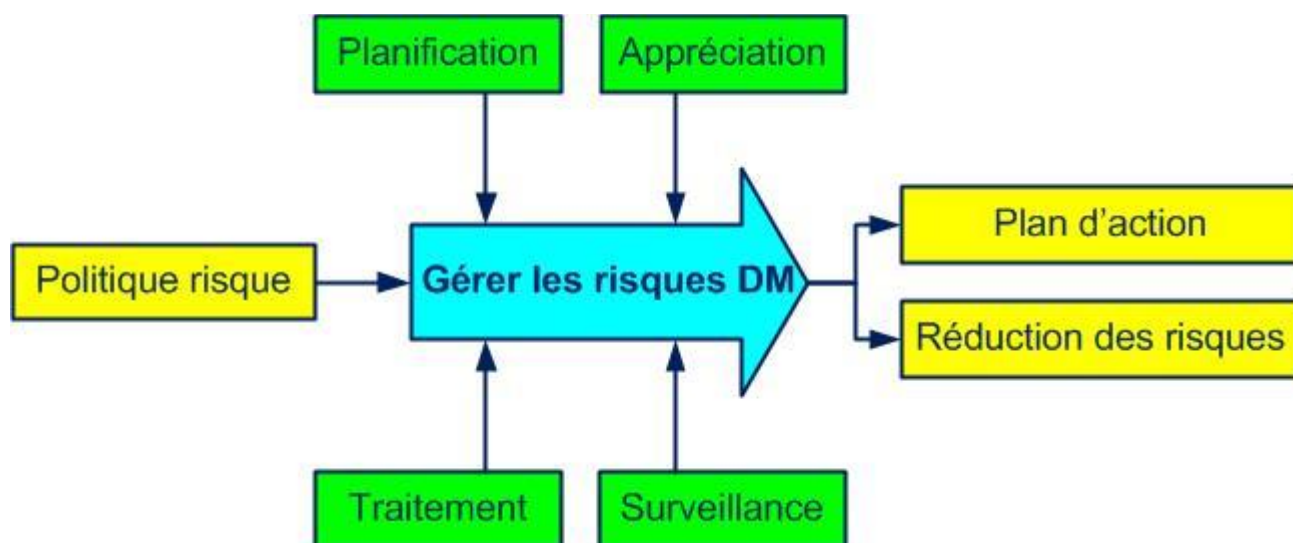 Planification
Appréciation
Politique risque
Gérer les risques DM
Plan d'action
Réduction des risques
Traitement
Surveillance